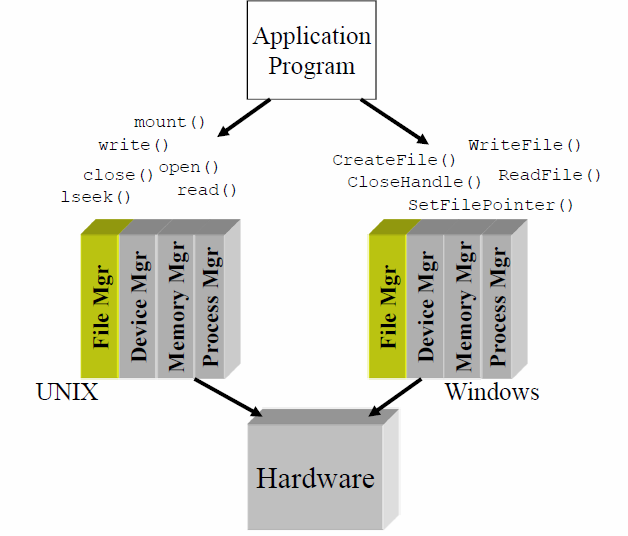 Application
Program
mount()
write()
close()
open()
lseek()
read()
WriteFile()
CreateFile()
ReadFile()
CloseHandle()
SetFilePointer()
File Mgr
Device Mgr
Memory Mgr
Process Mgr
File Mgr
Device Mgr
Memory Mgr
Process Mgr
UNIX
Windows
Hardware